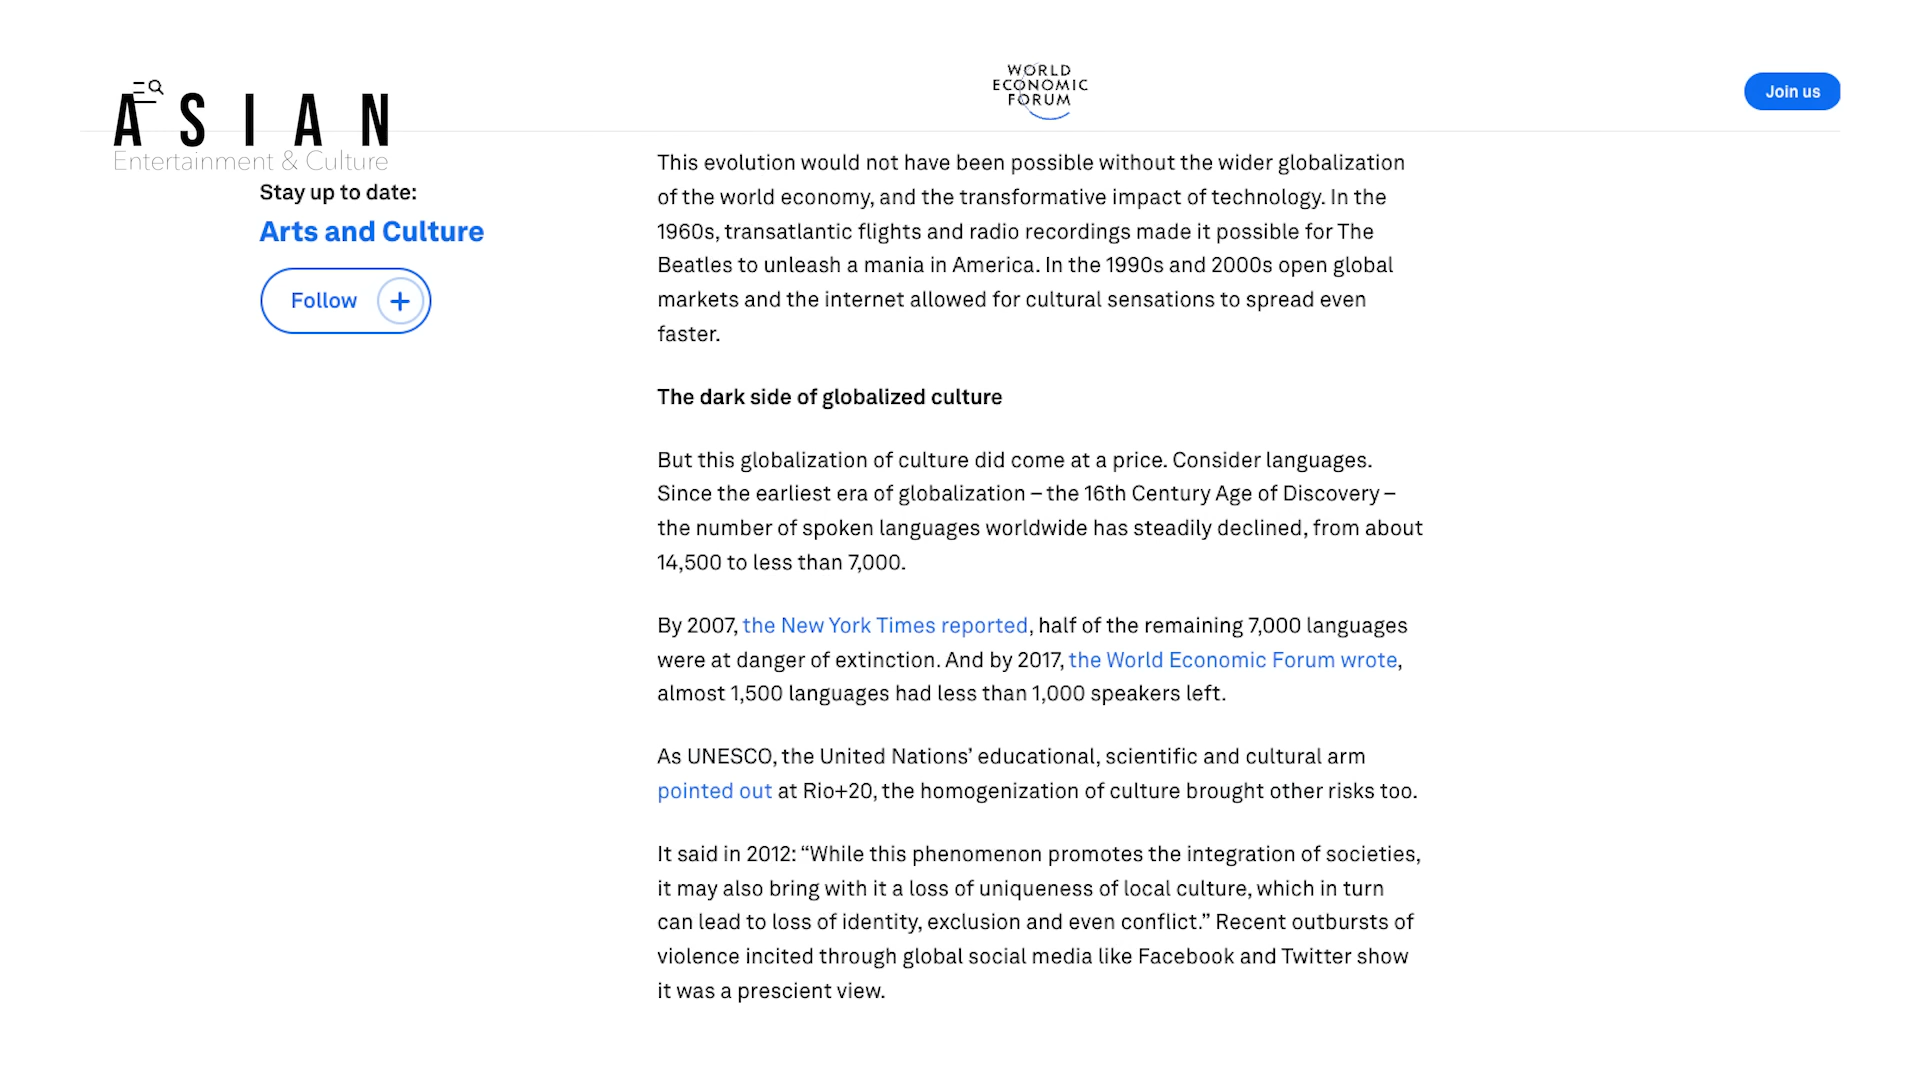 WORLD
ECONOMIC
FORUM
Join us
ASIAN
Entertainment & Culture
Stay up to date:
Arts and Culture
Follow
This evolution would not have been possible without the wider globalization
of the world economy, and the transformative impact of technology. In the
1960s, transatlantic flights and radio recordings made it possible for The
Beatles to unleash a mania in America. In the 1990s and 2000s open global
markets and the internet allowed for cultural sensations to spread even
faster.
The dark side of globalized culture
But this globalization of culture did come at a price. Consider languages.
Since the earliest era of globalization – the 16th Century Age of Discovery –
the number of spoken languages worldwide has steadily declined, from about
14,500 to less than 7,000.
By 2007, the New York Times reported, half of the remaining 7,000 languages
were at danger of extinction. And by 2017, the World Economic Forum wrote,
almost 1,500 languages had less than 1,000 speakers left.
As UNESCO, the United Nations’ educational, scientific and cultural arm
pointed out at Rio+20, the homogenization of culture brought other risks too.
It said in 2012: “While this phenomenon promotes the integration of societies,
it may also bring with it a loss of uniqueness of local culture, which in turn
can lead to loss of identity, exclusion and even conflict.” Recent outbursts of
violence incited through global social media like Facebook and Twitter show
it was a prescient view.